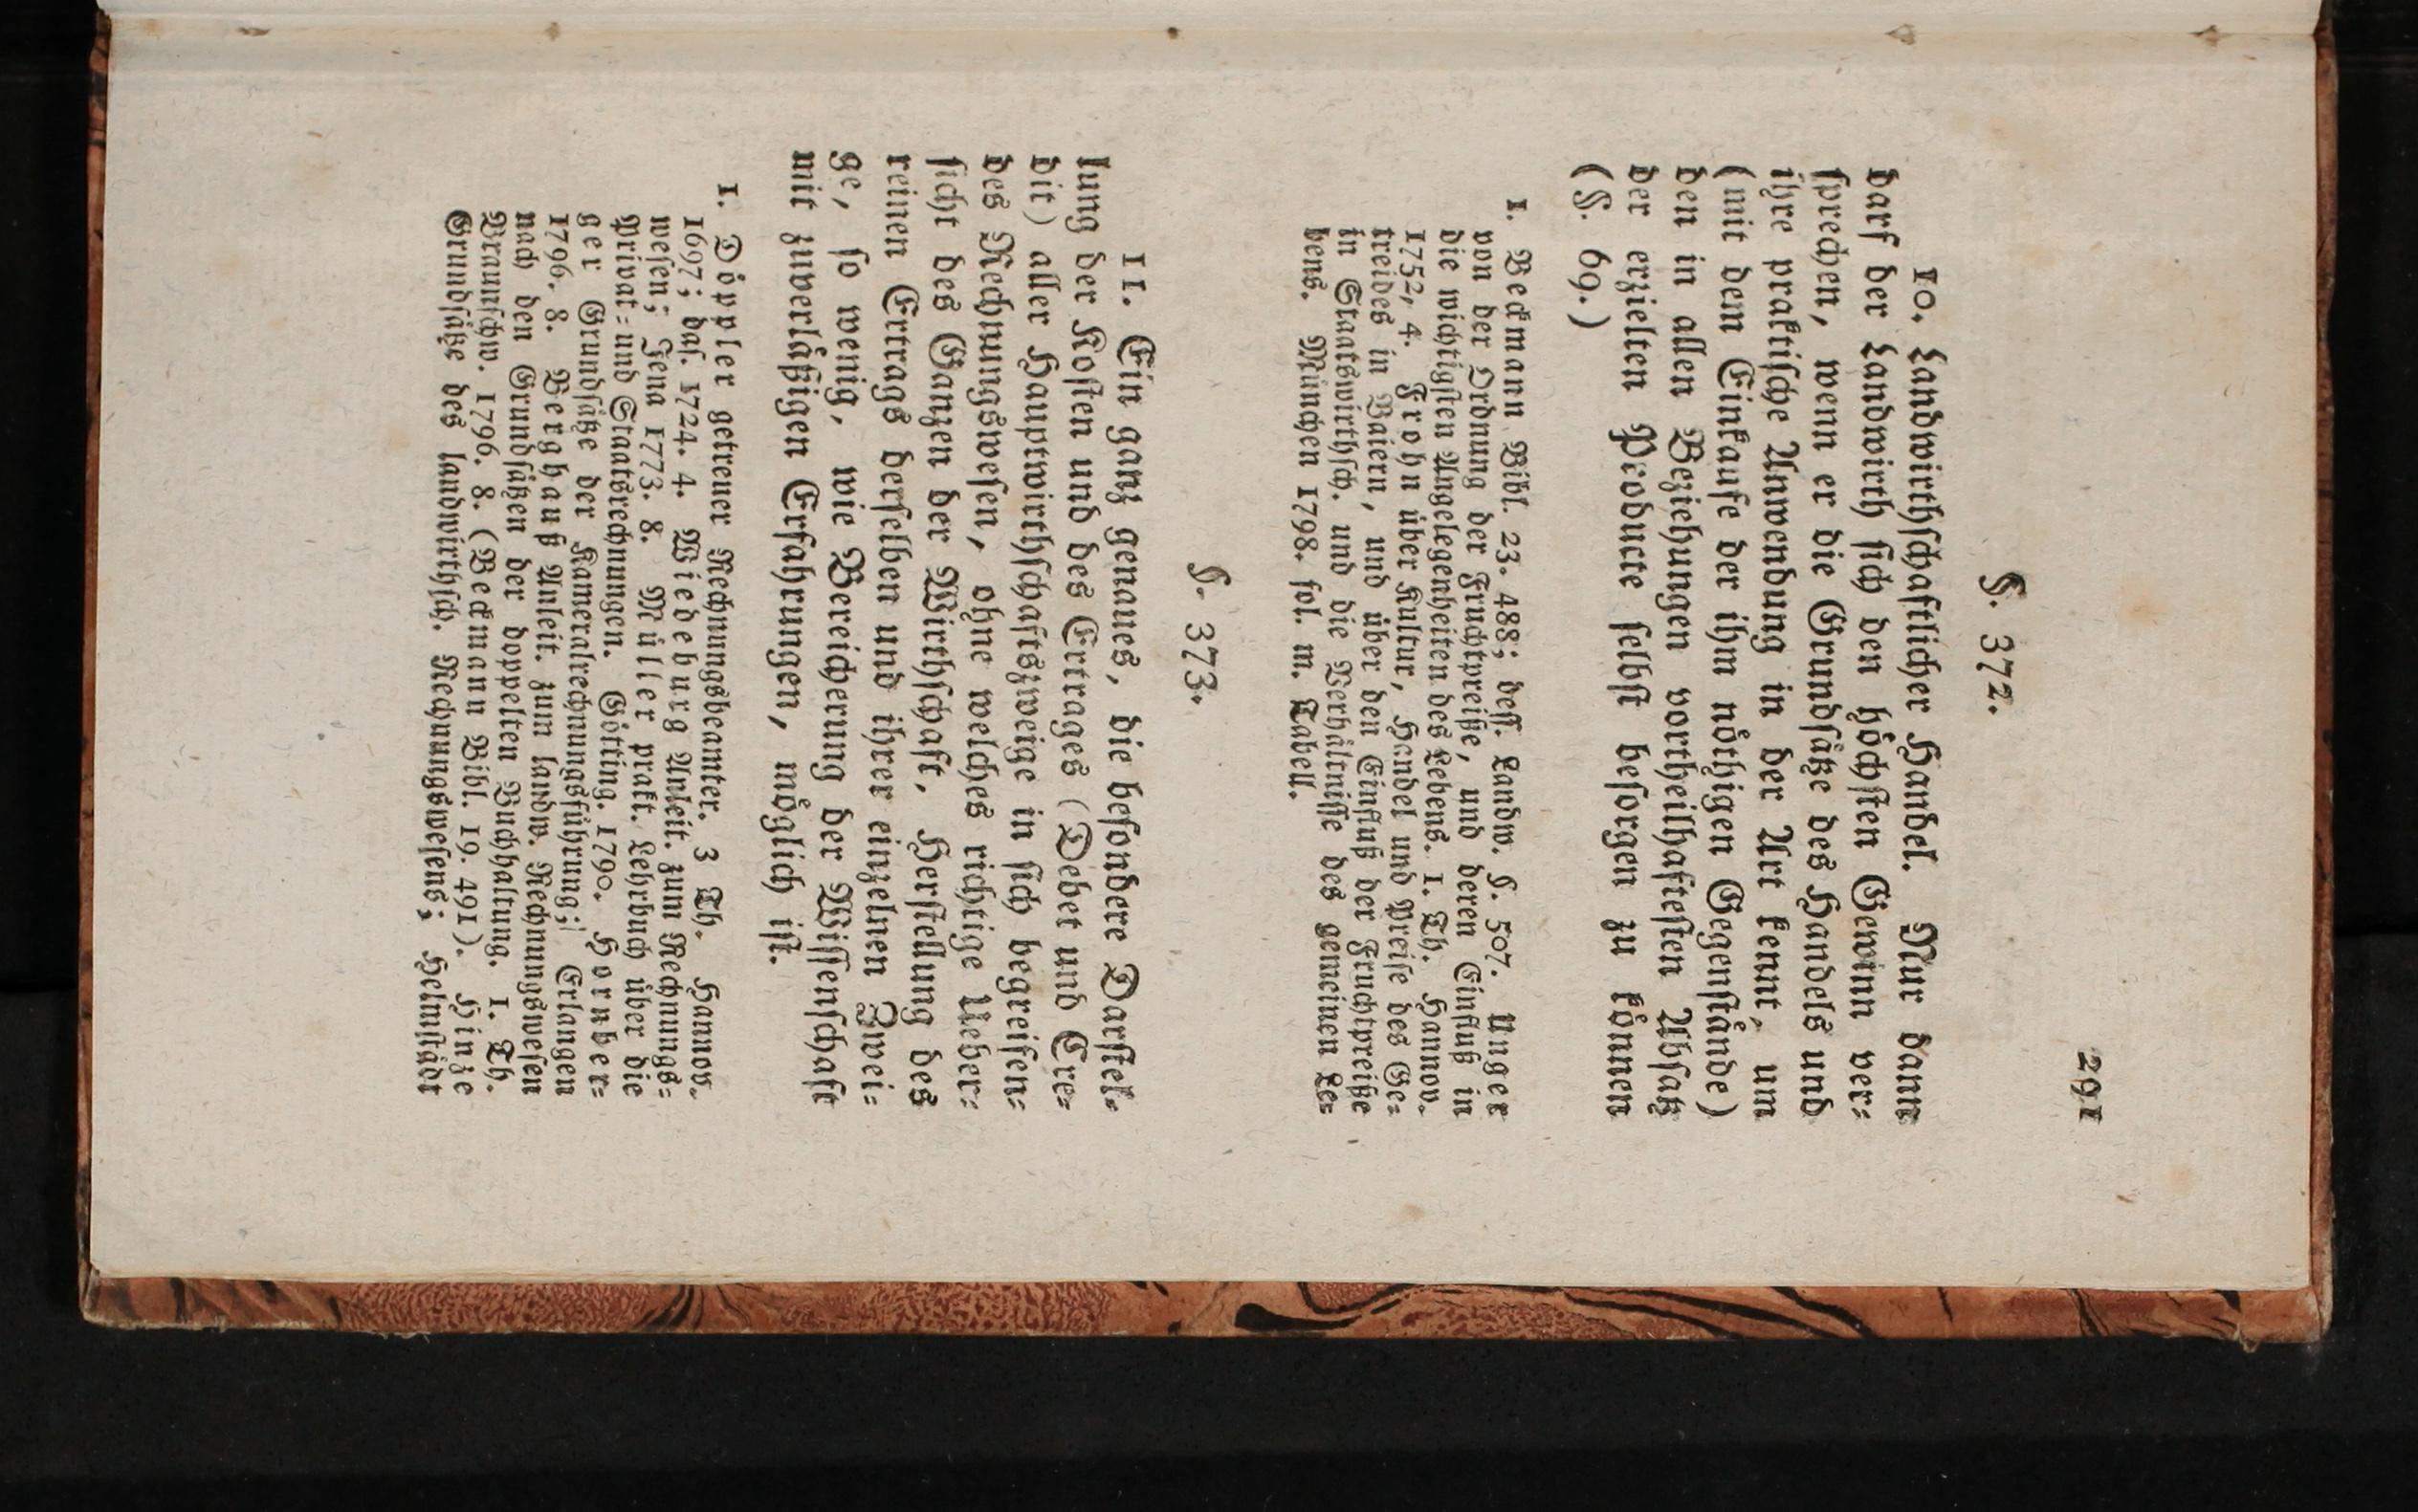 291
§. 372.
10. Landwirthschaftlicher Handel. Nur dann
darf der Landwirth sich den höchsten Gewinn ver=
sprechen, wenn er die Grundsätze des Handels und
ihre praktische Anwendung in der Art kennt, um
(mit dem Einkaufe der ihm nöthigen Gegenstände)
den in allen Beziehungen vortheilhaftesten Absatz
der erzielten Producte selbst besorgen zu können
(§. 69.)
1. Beckmann Bibl. 23. 488; dess. Landw. §. 507. Unger
von der Ordnung der Fruchtpreiße, und deren Einfluß in
die wichtigsten Angelegenheiten des Lebens. 1. Th. Hannov.
1752, 4. Frohn über Kultur, Handel und Preise des Ge=
treides in Baiern, und über den Einfluß der Fruchtpreiße
in Staatswirthsch. und die Verhältnisse des gemeinen Le=
bens. München 1798. fol. m. Tabell.
§. 373.
11. Ein ganz genaues, die besondere Darstel=
lung der Kosten und des Ertrages (Debet und Cre=
dit) aller Hauptwirthschaftszweige in sich begreifen=
des Rechnungswesen, ohne welches richtige Ueber=
sicht des Ganzen der Wirthschaft, Herstellung des
reinen Ertrags derselben und ihrer einzelnen Zwei=
ge, so wenig, wie Bereicherung der Wissenschaft
mit zuverläßigen Erfahrungen, möglich ist.
1. Döppler getreuer Rechnungsbeamter. 3 Th. Hannov.
1697; das. 1724. 4. Wiedeburg Anleit. zum Rechnungs=
wesen; Jena 1773. 8. Müller prakt. Lehrbuch über die
Privat= und Staatsrechnungen. Götting. 1790. Hornber=
ger Grundsätze der Kameralrechnungsführung; Erlangen
1796. 8. Berghauß Anleit. zum landw. Rechnungswesen
nach den Grundsätzen der doppelten Buchhaltung. 1. Th.
Braunschw. 1796. 8. (Beckmann Bibl. 19. 491). Hinze
Grundsätze des landwirthsch. Rechnungswesens; Helmstädt